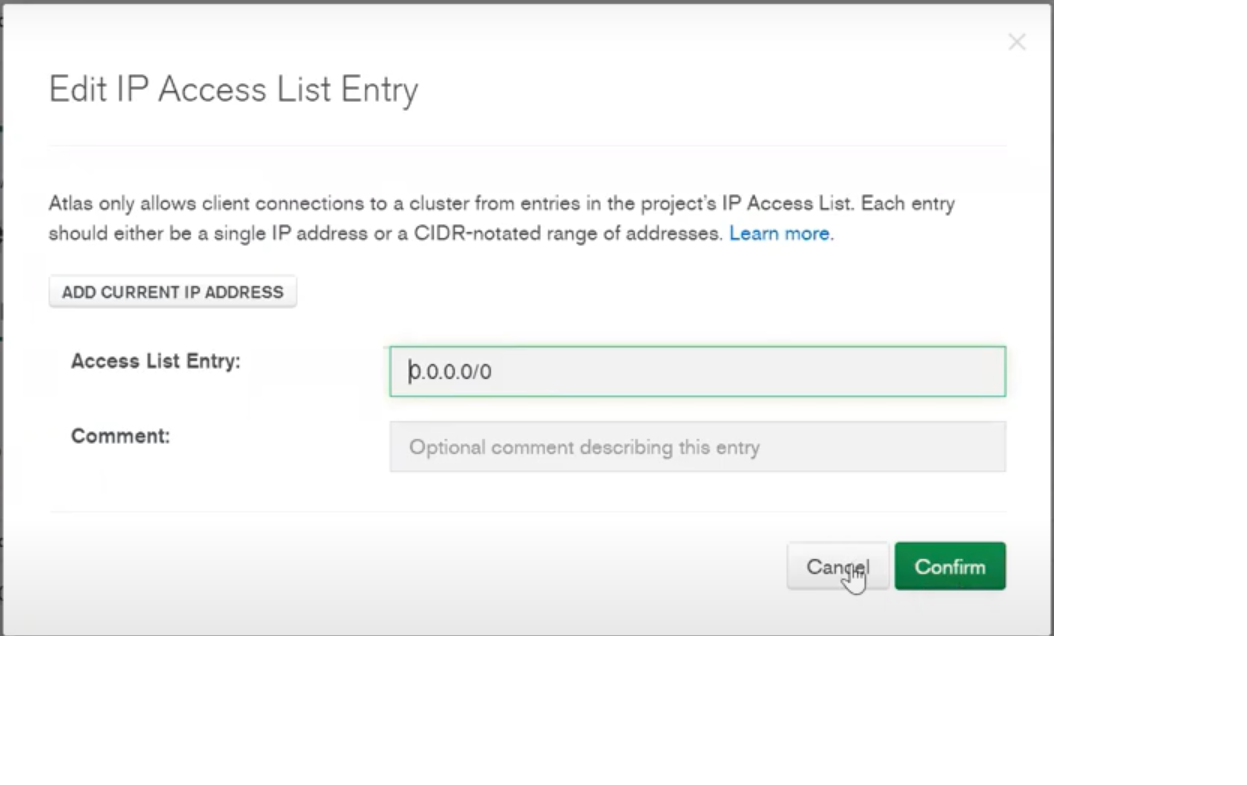 Edit IP Access List Entry
Atlas only allows client connections to a cluster from entries in the project's IP Access List. Each entry
should either be a single IP address or a CIDR-notated range of addresses. Learn more.
ADD CURRENT IP ADDRESS
Access List Entry:
0.0.0.0/0
Comment:
Optional comment describing this entry
Cancel
Confirm